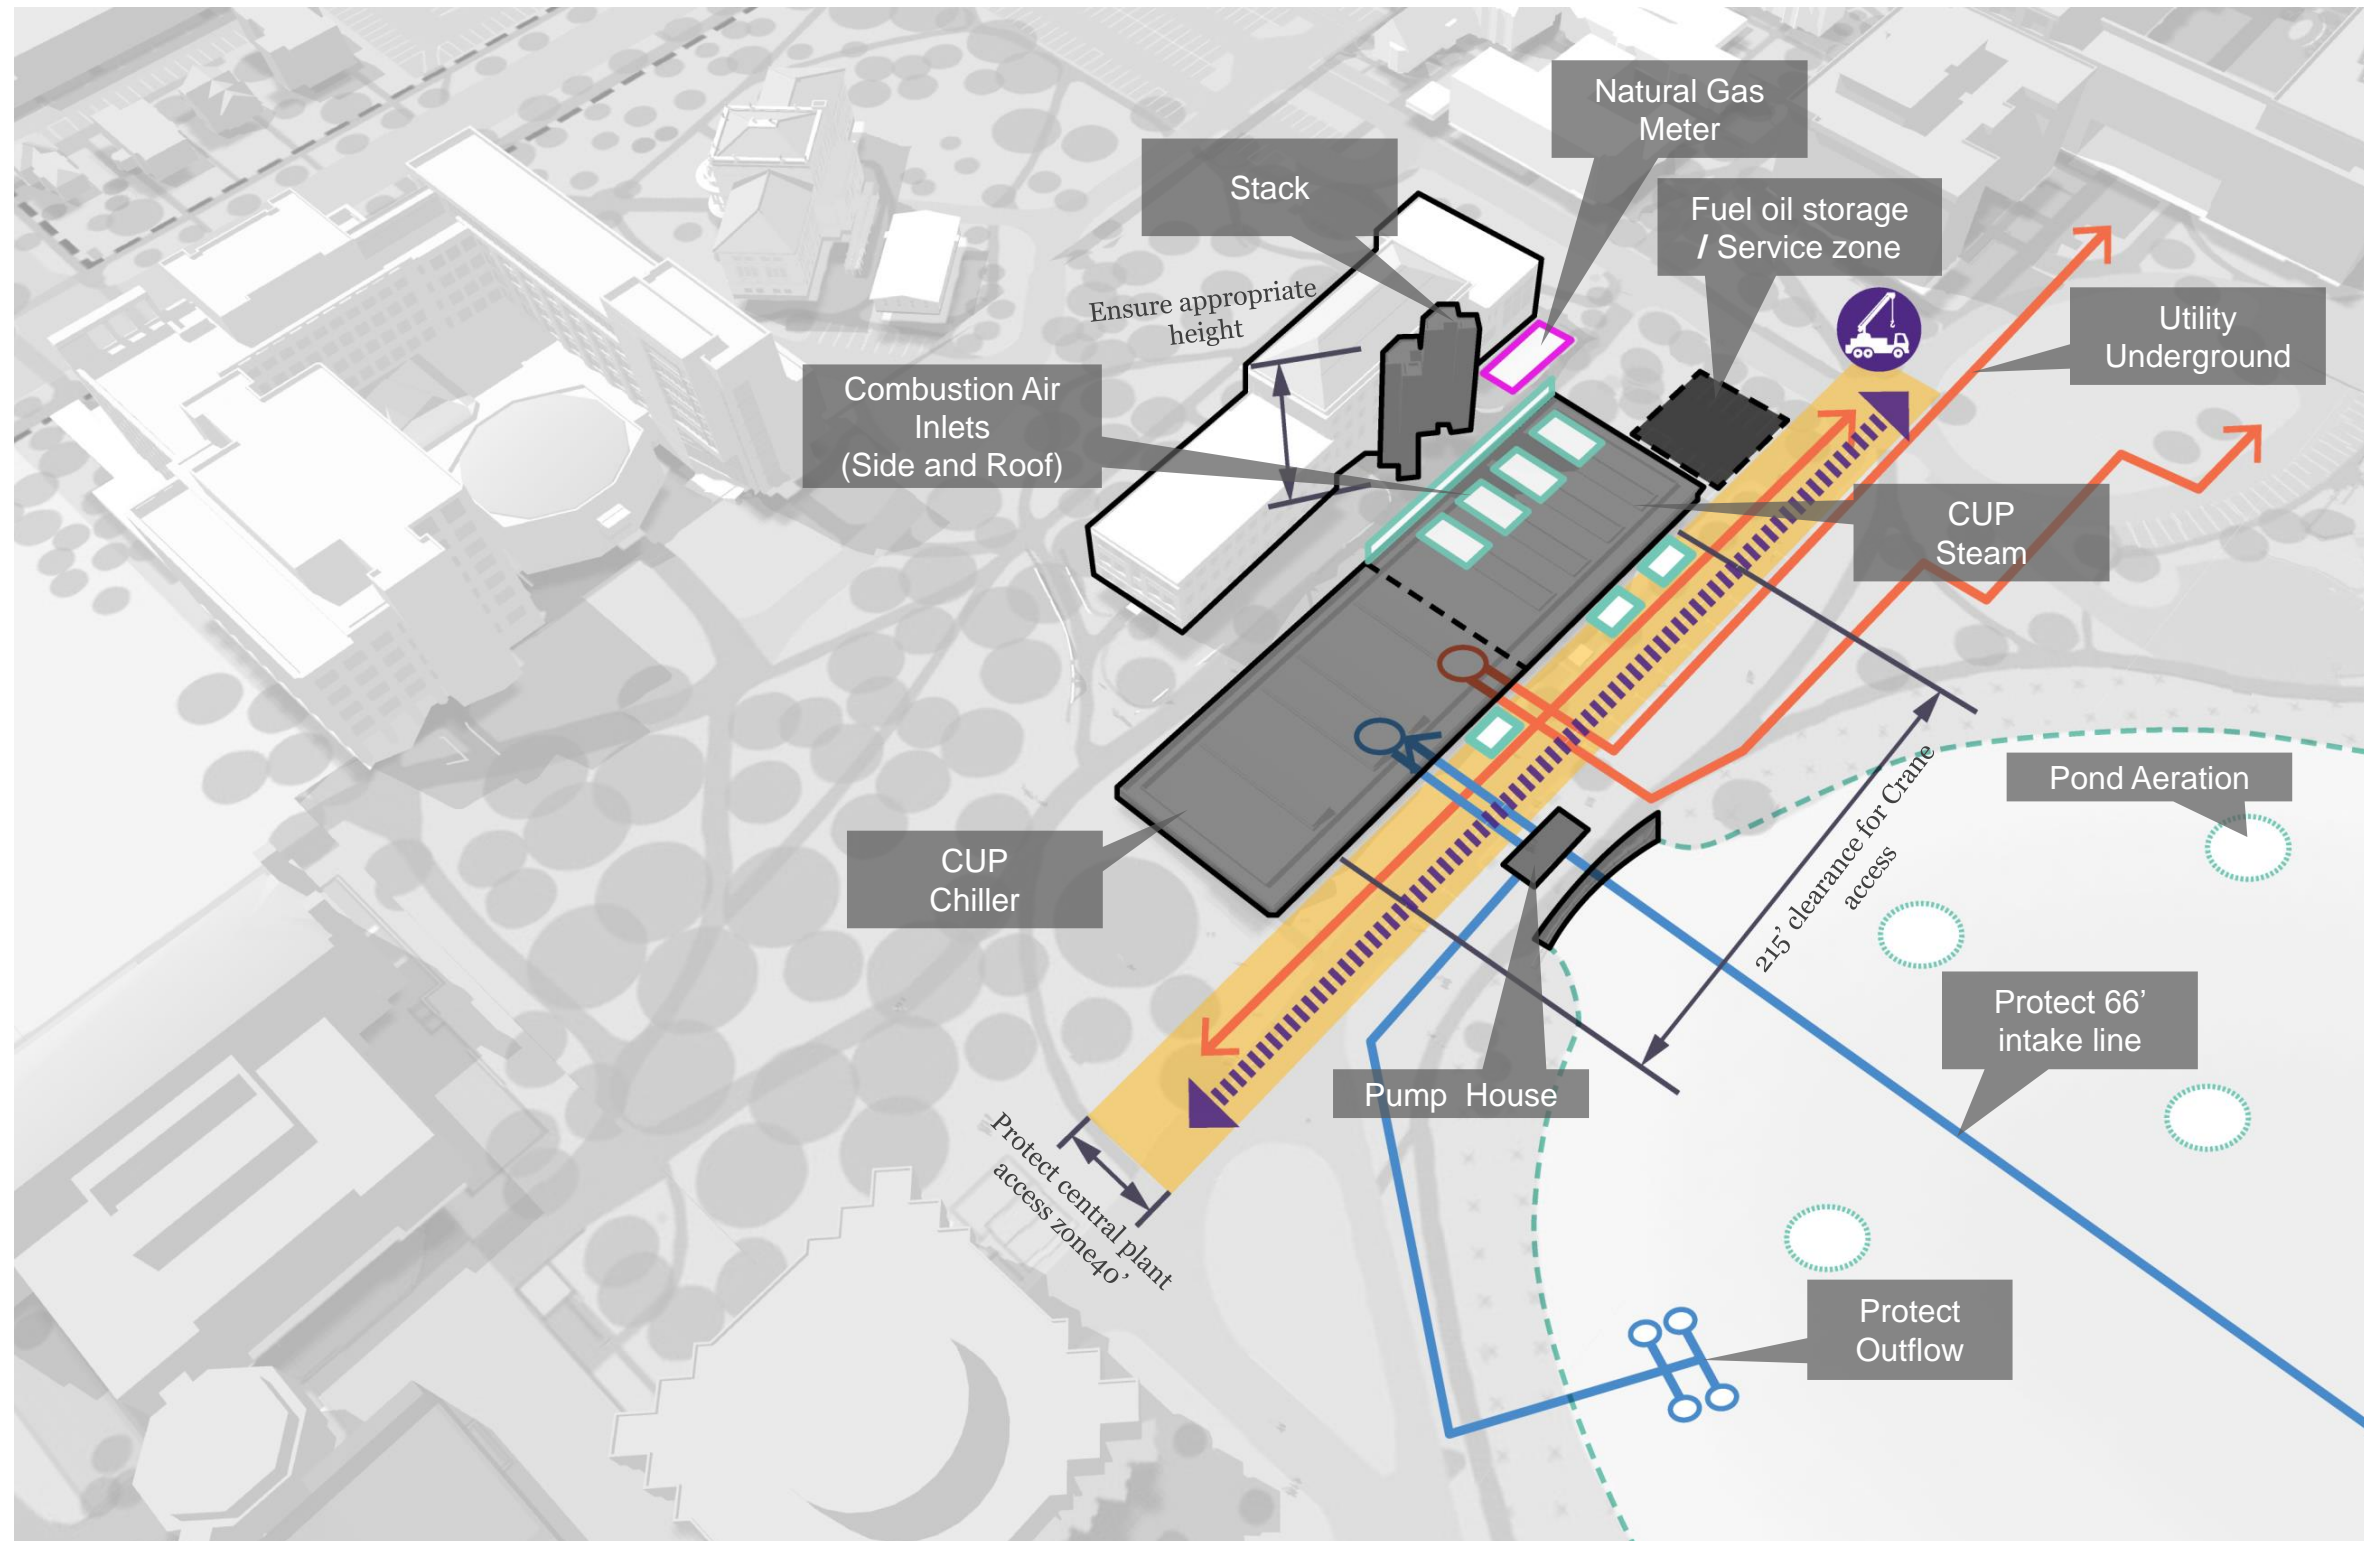 Natural Gas
Meter
Stack
Fuel oil storage
/ Service zone
Ensure appropriate
height
Utility
Underground
Combustion Air
Inlets
(Side and Roof)
CUP
Steam
Pond Aeration
215’ clearance for Crane
access
CUP
Chiller
Protect 66’
intake line
Pump  House
Protect central plant
access zone40’
Protect
Outflow